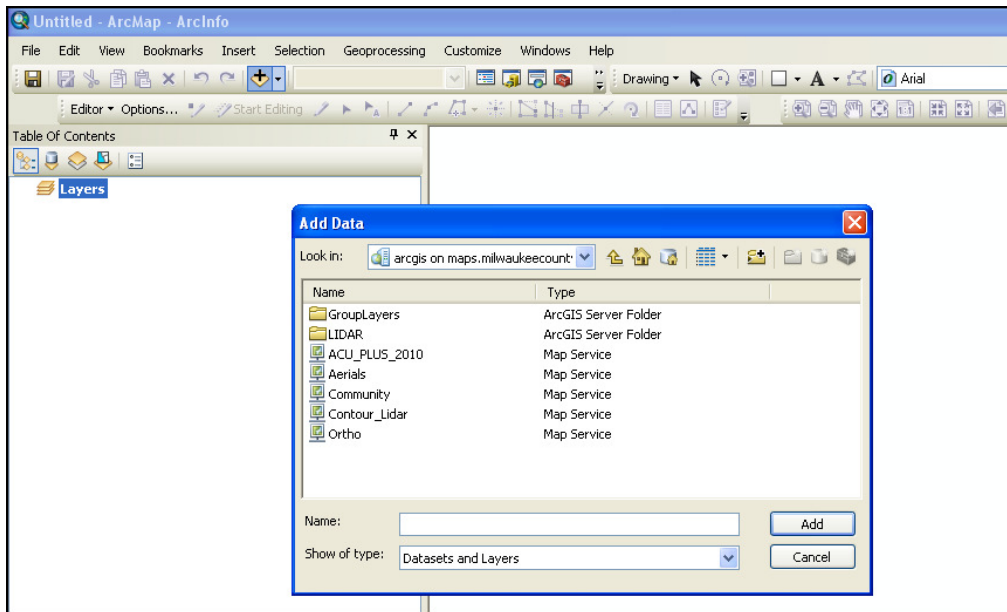 Untitled - ArcMap - ArcInfo
File Edit View Bookmarks Insert Selection Geoprocessing Customize Windows Help
Drawing A Arial
Editor Options... Start Editing 1:1
Table Of Contents
Layers
Add Data
Look in: arcgis on maps.milwaukeecount
Name Type
GroupLayers ArcGIS Server Folder
LIDAR ArcGIS Server Folder
ACU_PLUS_2010 Map Service
Aerials Map Service
Community Map Service
Contour_Lidar Map Service
Ortho Map Service
Name: Add
Show of type: Datasets and Layers Cancel